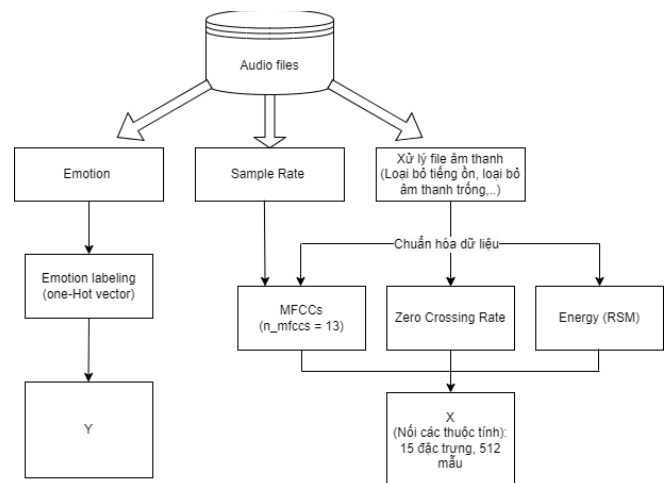 Audio files
Emotion
Sample Rate
Xử lý file âm thanh
(Loại bỏ tiếng ồn, loại bỏ
âm thanh trống,..)
Chuẩn hóa dữ liệu
Emotion labeling
(one-Hot vector)
MFCCs
(n_mfccs = 13)
Zero Crossing Rate
Energy (RSM)
Y
X
(Nối các thuộc tính):
15 đặc trưng, 512
mẫu